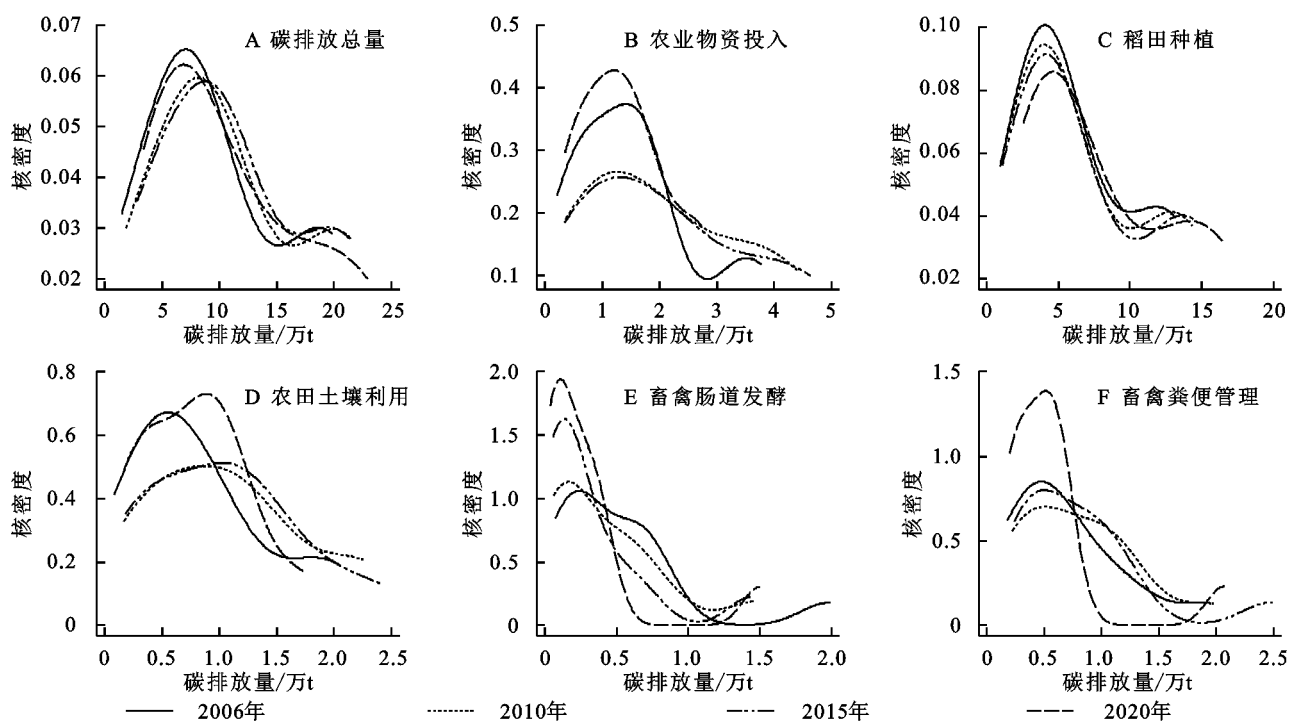 A 碳排放总量
核密度
0.07
0.06
0.05
0.04
0.03
0.02
0 5 10 15 20 25
碳排放量/万t
B 农业物资投入
核密度
0.5
0.4
0.3
0.2
0.1
0 1 2 3 4 5
碳排放量/万t
C 稻田种植
核密度
0.10
0.08
0.06
0.04
0.02
0 5 10 15 20
碳排放量/万t
D 农田土壤利用
核密度
0.8
0.6
0.4
0.2
0
0 0.5 1.0 1.5 2.0 2.5
碳排放量/万t
E 畜禽肠道发酵
核密度
2.0
1.5
1.0
0.5
0
0 0.5 1.0 1.5 2.0
碳排放量/万t
F 畜禽粪便管理
核密度
1.5
1.0
0.5
0
0 0.5 1.0 1.5 2.0 2.5
碳排放量/万t
2006年 2010年 2015年 2020年